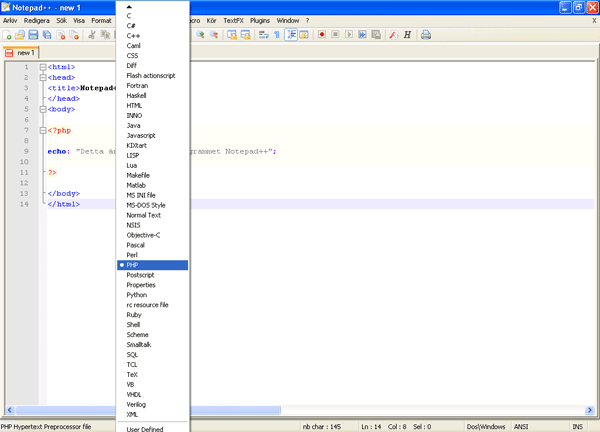 Notepad++ - new 1
Arkiv Redigera Sök Visa Format cro Kör TextFX Plugins Window ?
X
new 1
1 <html>
2 <head>
3 <title>Notepad+
4 </head>
5 <body>
6
7 <?php
8
9 echo: "Detta är grammet Notepad++";
10
11 ?>
12
13 </body>
14 </html>
C
C#
C++
Caml
CSS
Diff
Flash actionscript
Fortran
Haskell
HTML
INNO
Java
Javascript
KIXtart
LISP
Lua
Makefile
Matlab
MS INI file
MS-DOS Style
Normal Text
NSIS
Objective-C
Pascal
Perl
PHP
Postscript
Properties
Python
rc resource file
Ruby
Shell
Scheme
Smalltalk
SQL
TCL
TeX
VB
VHDL
Verilog
XML
User Defined
PHP Hypertext Preprocessor file nb char : 145 Ln : 14 Col : 8 Sel : 0 Dos\Windows ANSI INS